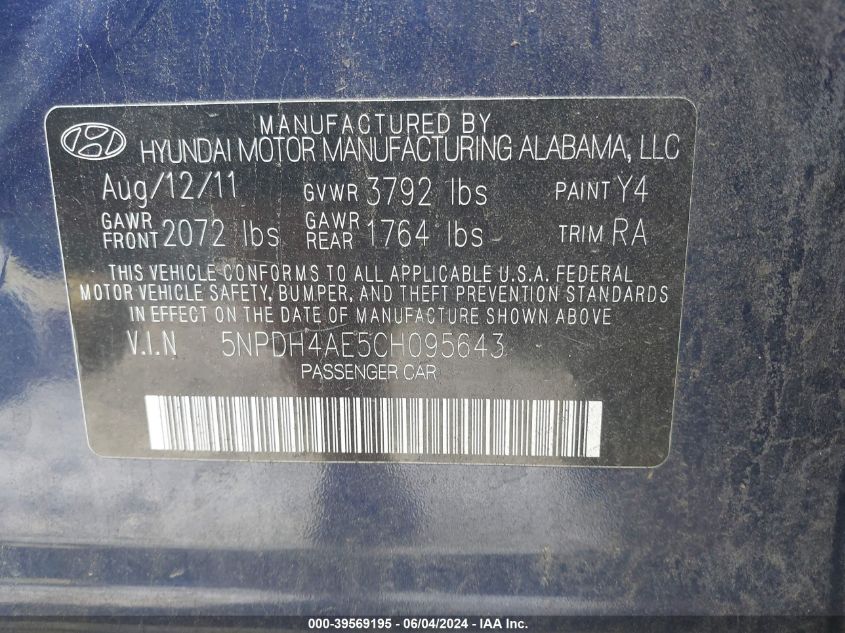 MANUFACTURED BY
HYUNDAI MOTOR MANUFACTURING ALABAMA, LLC
Aug/12/11 GVWR 3792 lbs PAINT Y4
GAWR FRONT 2072 lbs GAWR REAR 1764 lbs TRIM RA
THIS VEHICLE CONFORMS TO ALL APPLICABLE U.S.A. FEDERAL
MOTOR VEHICLE SAFETY, BUMPER, AND THEFT PREVENTION STANDARDS
IN EFFECT ON THE DATE OF MANUFACTURE SHOWN ABOVE
V.I.N 5NPDH4AE5CH095643
PASSENGER CAR
000-39569195 - 06/04/2024 - IAA Inc.